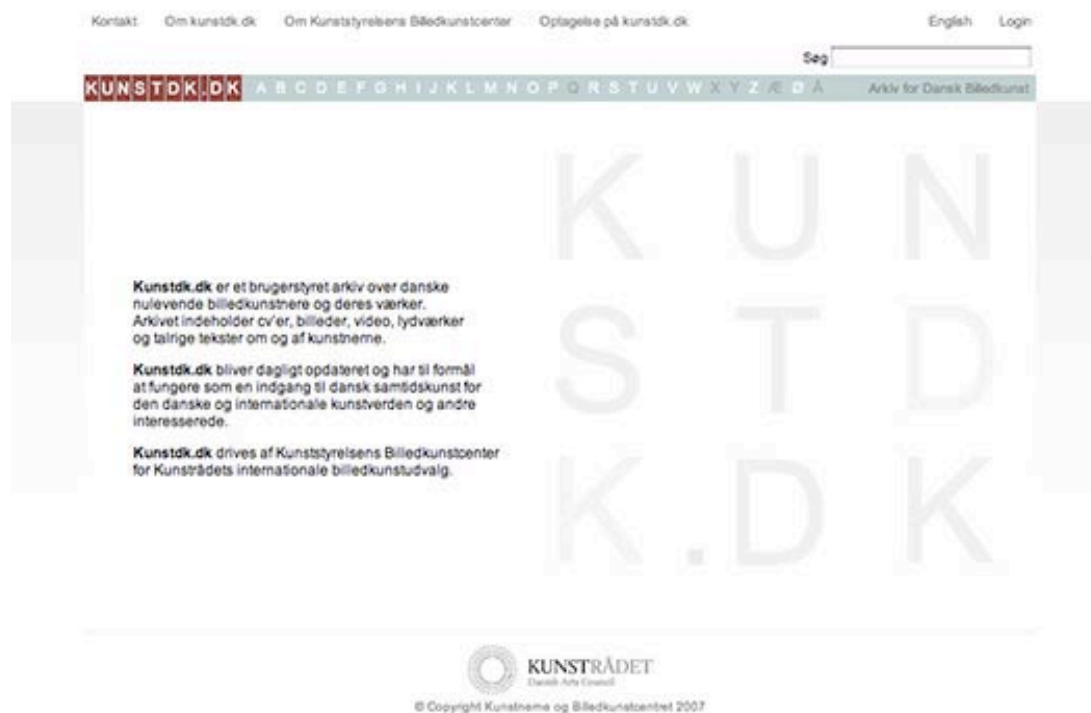 Kontakt Om kunstdk.dk Om Kunststyrelsens Billedkunstcenter Optagelse på kunstdk.dk English Login
Søg
KUNSTDK.DK A B C D E F G H I J K L M N O P Q R S T U V W X Y Z Æ Ø Å Arkiv for Dansk Billedkunst
K U N
S T D
K . D K
Kunstdk.dk er et brugerstyret arkiv over danske
nulevende billedkunstnere og deres værker.
Arkivet indeholder cv'er, billeder, video, lydværker
og talrige tekster om og af kunstnerne.
Kunstdk.dk bliver dagligt opdateret og har til formål
at fungere som en indgang til dansk samtidskunst for
den danske og internationale kunstverden og andre
interesserede.
Kunstdk.dk drives af Kunststyrelsens Billedkunstcenter
for Kunstrådets internationale billedkunstudvalg.
KUNSTRÅDET
Danish Arts Council
© Copyright Kunstnerne og Billedkunstcentret 2007